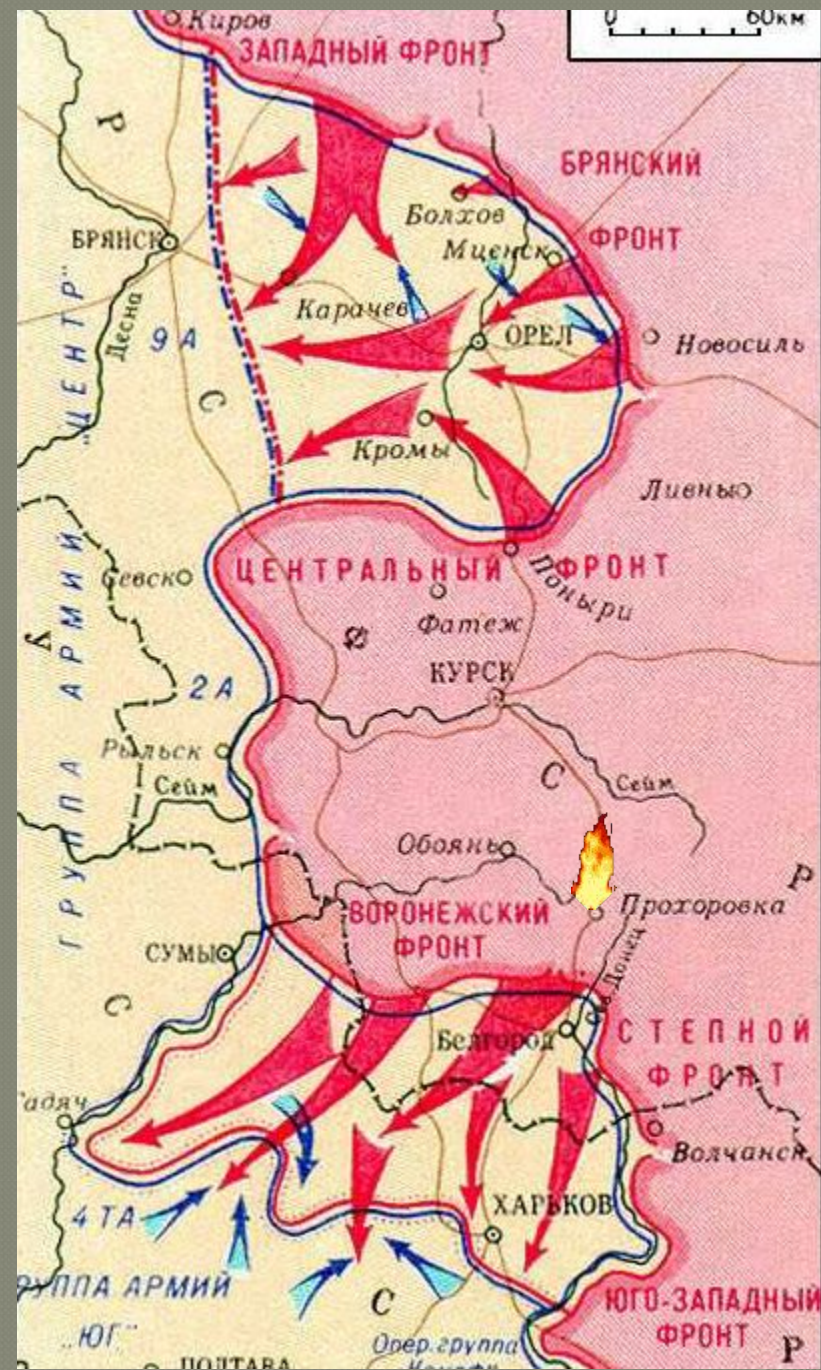 0 60км
Киров
ЗАПАДНЫЙ ФРОНТ
Р
БРЯНСКИЙ
ФРОНТ
Болхов
БРЯНСК
Мценск
Карачев
ОРЕЛ
Новосиль
Десна
9 А
"ЦЕНТР"
С
Кромы
Ливны
ЦЕНТРАЛЬНЫЙ ФРОНТ
Поныри
Севск
Фатеж
Ф
У
ГРУППА АРМИЙ
2 А
КУРСК
Рыльск
Сейм
С
Сейм
Обоянь
Р
Прохоровка
ВОРОНЕЖСКИЙ
ФРОНТ
СУМЫ
С
Донец
Белгород
СТЕПНОЙ
ФРОНТ
Гадяч
Волчанск
4 ТА
ХАРЬКОВ
РУППА АРМИЙ
"ЮГ"
С
ЮГО-ЗАПАДНЫЙ
ФРОНТ
Р
Опер. группа
ПОЛТАВА